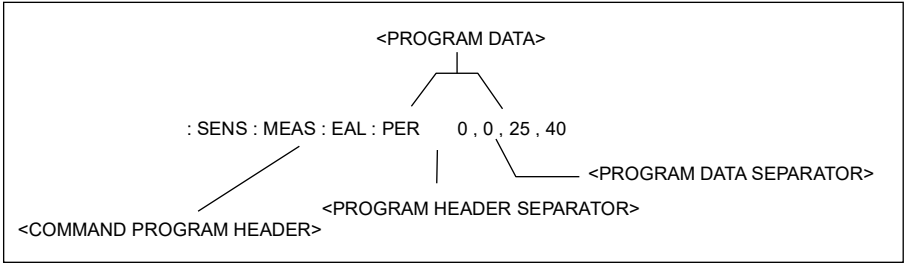 <PROGRAM DATA>
: SENS : MEAS : EAL : PER 0 , 0 , 25 , 40
<PROGRAM DATA SEPARATOR>
<PROGRAM HEADER SEPARATOR>
<COMMAND PROGRAM HEADER>